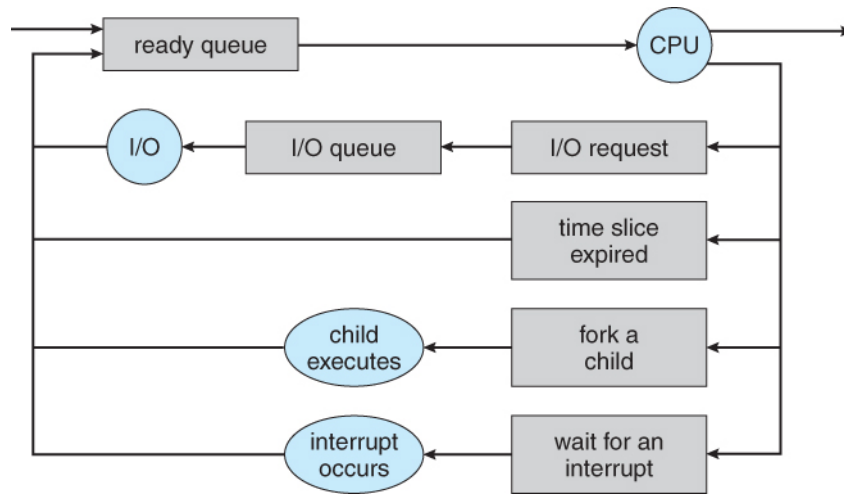 ready queue
CPU
I/O
I/O queue
I/O request
time slice
expired
child
executes
fork a
child
interrupt
occurs
wait for an
interrupt